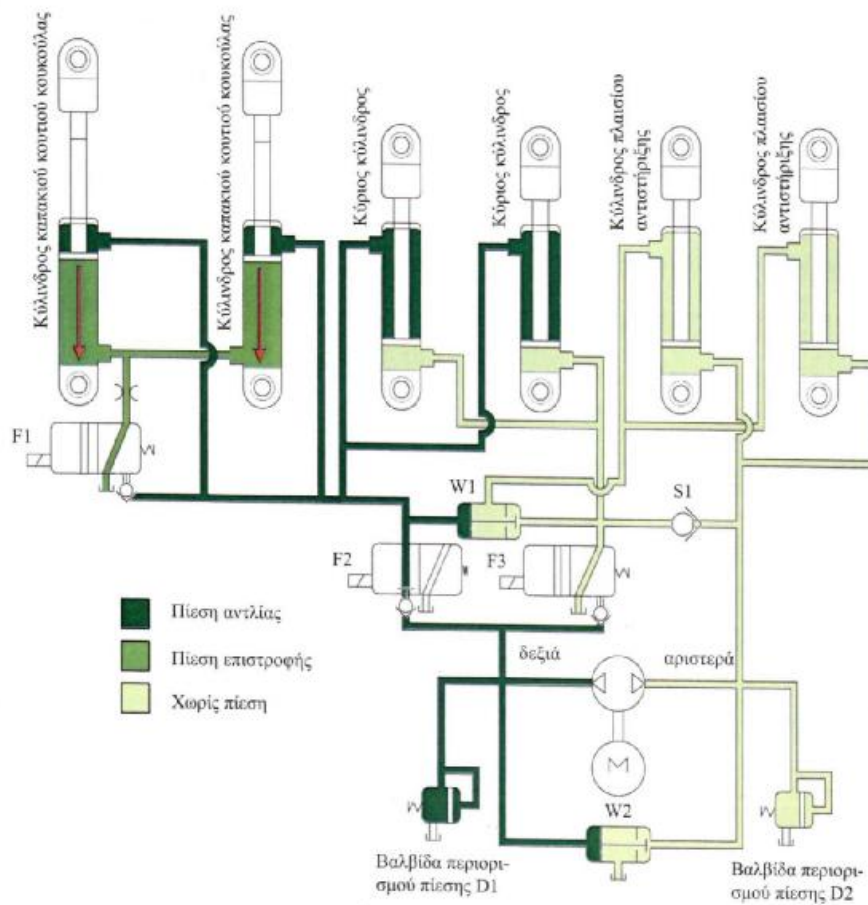 Κύλινδρος καπακιού κουτιού κουκούλας
Κύλινδρος καπακιού κουτιού κουκούλας
Κύριος κύλινδρος
Κύριος κύλινδρος
Κύλινδρος πλαισίου
αντιστήριξης
Κύλινδρος πλαισίου
αντιστήριξης
F1
W1
S1
F2
F3
Πίεση αντλίας
Πίεση επιστροφής
Χωρίς πίεση
δεξιά
αριστερά
M
W2
Βαλβίδα περιορι-
σμού πίεσης D1
Βαλβίδα περιορι-
σμού πίεσης D2